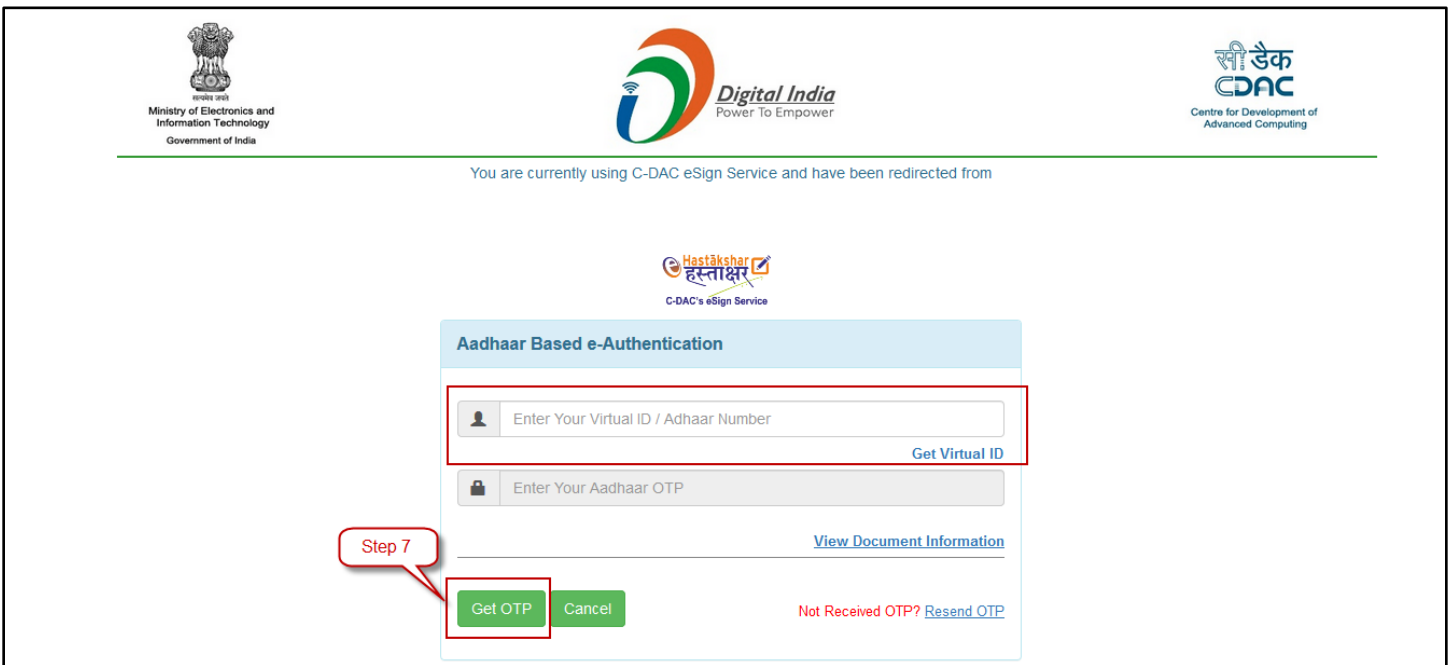 सत्यमेव जयते
Ministry of Electronics and
Information Technology
Government of India
Digital India
Power To Empower
सी डैक
CDAC
Centre for Development of
Advanced Computing
You are currently using C-DAC eSign Service and have been redirected from
e Hastākshar
हस्ताक्षर
C-DAC's eSign Service
Aadhaar Based e-Authentication
Enter Your Virtual ID / Adhaar Number
Get Virtual ID
Enter Your Aadhaar OTP
View Document Information
Step 7
Get OTP
Cancel
Not Received OTP? Resend OTP